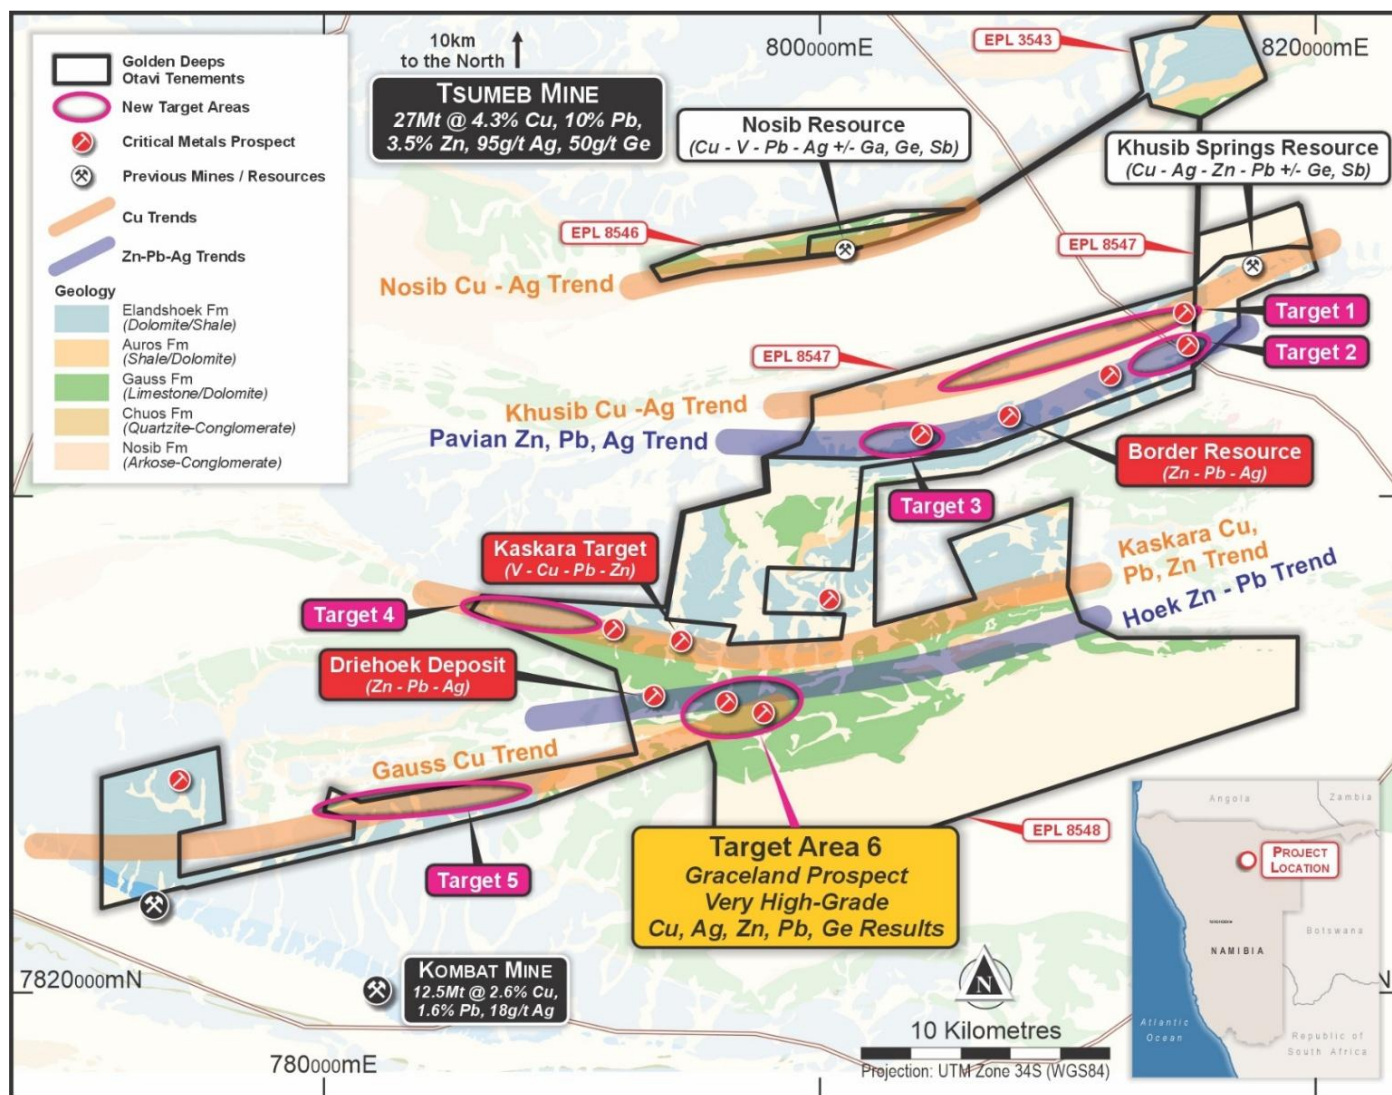 800000mE
820000mE
10km
to the North
TSUMEB MINE
27Mt @ 4.3% Cu, 10% Pb,
3.5% Zn, 95g/t Ag, 50g/t Ge
EPL 3543
Golden Deeps
Otavi Tenements
New Target Areas
Critical Metals Prospect
Previous Mines / Resources
Cu Trends
Zn-Pb-Ag Trends
Geology
Elandshoek Fm
(Dolomite/Shale)
Auros Fm
(Shale/Dolomite)
Gauss Fm
(Limestone/Dolomite)
Chuos Fm
(Quartzite-Conglomerate)
Nosib Fm
(Arkose-Conglomerate)
Nosib Resource
(Cu - V - Pb - Ag +/- Ga, Ge, Sb)
Khusib Springs Resource
(Cu - Ag - Zn - Pb +/- Ge, Sb)
EPL 8546
EPL 8547
Nosib Cu - Ag Trend
Target 1
Target 2
EPL 8547
Khusib Cu -Ag Trend
Pavian Zn, Pb, Ag Trend
Border Resource
(Zn - Pb - Ag)
Target 3
Kaskara Target
(V - Cu - Pb - Zn)
Kaskara Cu,
Pb, Zn Trend
Hoek Zn - Pb Trend
Target 4
Driehoek Deposit
(Zn - Pb - Ag)
Gauss Cu Trend
Target 5
Target Area 6
Graceland Prospect
Very High-Grade
Cu, Ag, Zn, Pb, Ge Results
EPL 8548
7820000mN
KOMBAT MINE
12.5Mt @ 2.6% Cu,
1.6% Pb, 18g/t Ag
780000mE
N
10 Kilometres
Projection: UTM Zone 34S (WGS84)
N
Angola
Zambia
PROJECT
LOCATION
WINDHOEK
NAMIBIA
Botswana
Atlantic
Ocean
Republic of
South Africa